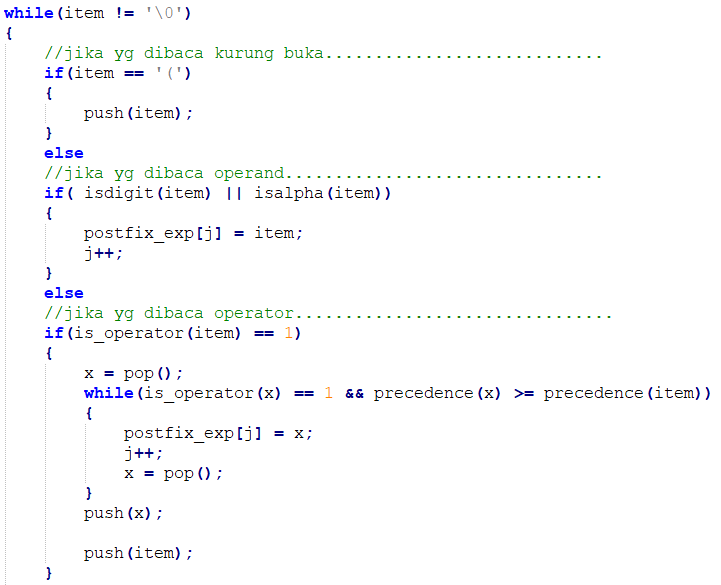 while(item != '\0')
{
    //jika yg dibaca kurung buka............................
    if(item == '(')
    {
        push(item);
    }
    else
    //jika yg dibaca operand................................
    if( isdigit(item) || isalpha(item))
    {
        postfix_exp[j] = item;
        j++;
    }
    else
    //jika yg dibaca operator................................
    if(is_operator(item) == 1)
    {
        x = pop();
        while(is_operator(x) == 1 && precedence(x) >= precedence(item))
        {
            postfix_exp[j] = x;
            j++;
            x = pop();
        }
        push(x);

        push(item);
    }